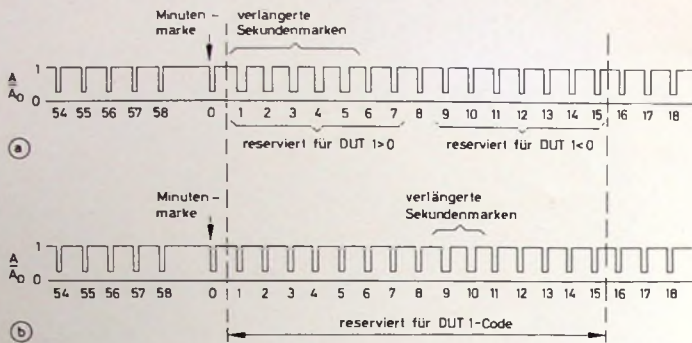 Minuten-
marke
verlängerte
Sekundenmarken
A
A0
1
0
54 55 56 57 58 0 1 2 3 4 5 6 7 8 9 10 11 12 13 14 15 16 17 18
reserviert für DUT 1>0 reserviert für DUT 1<0
a
Minuten-
marke
verlängerte
Sekundenmarken
A
A0
1
0
54 55 56 57 58 0 1 2 3 4 5 6 7 8 9 10 11 12 13 14 15 16 17 18
reserviert für DUT 1-Code
b